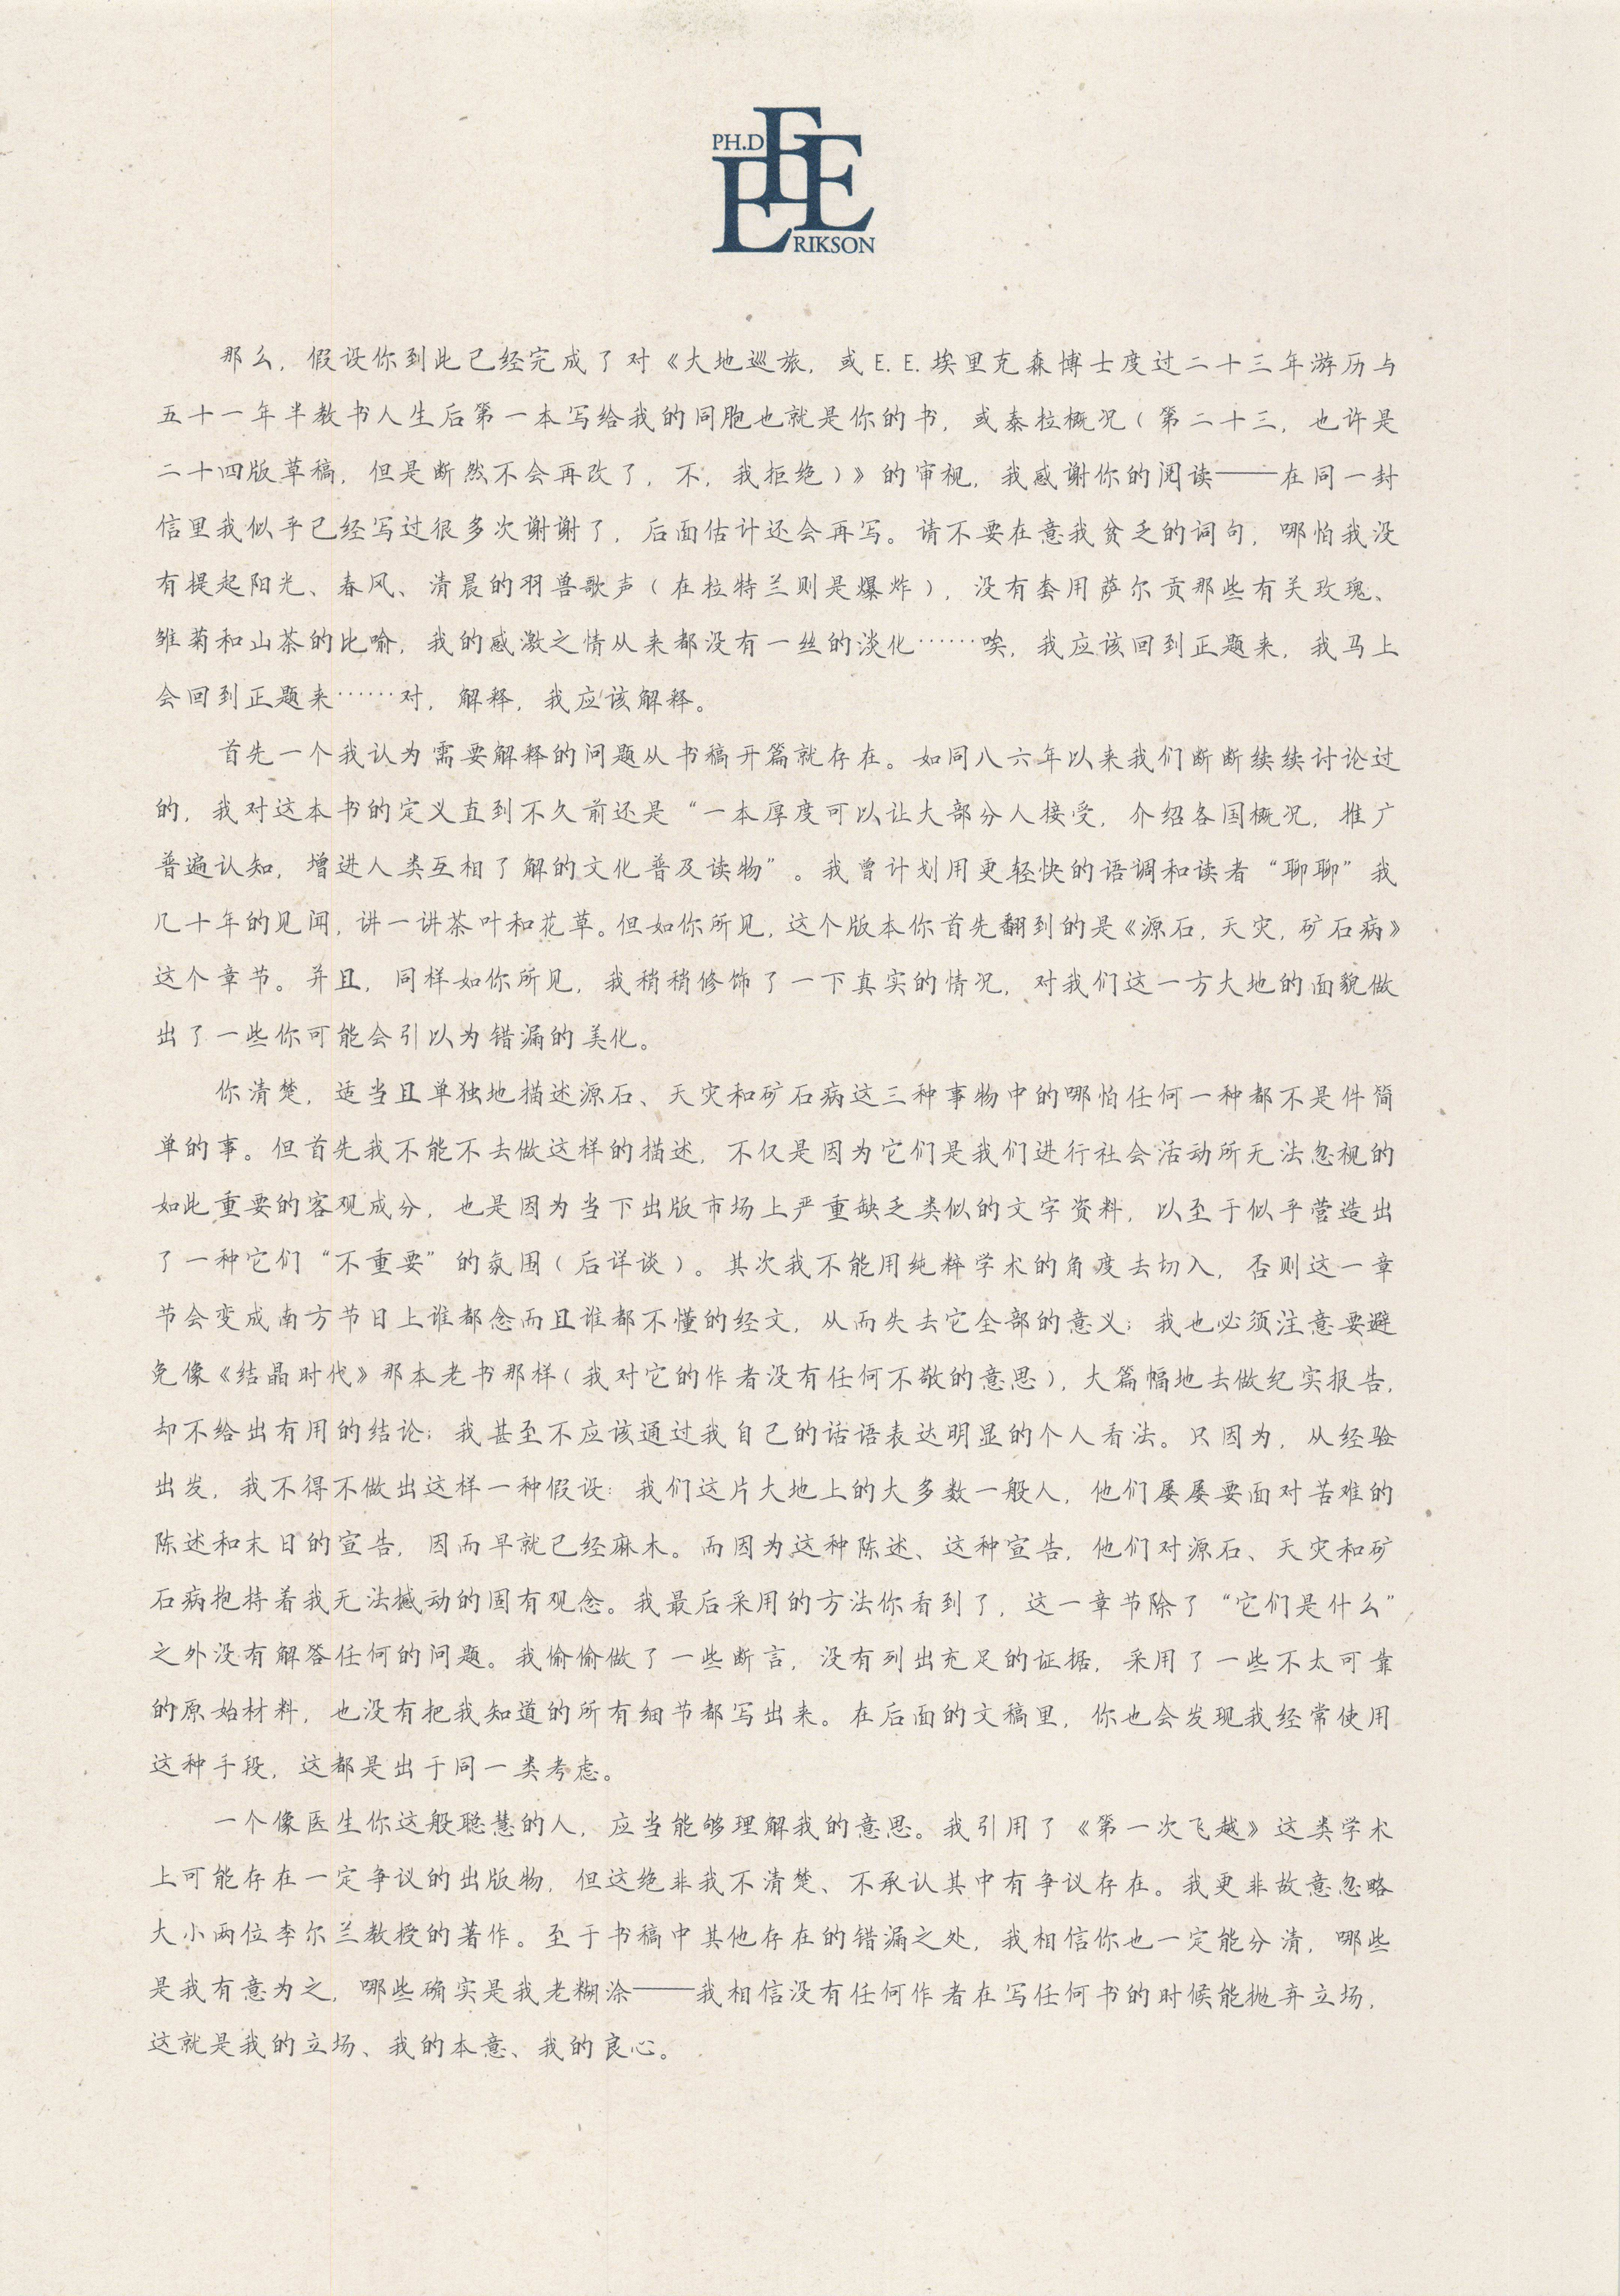 PH.D
EEE
RIKSON
那么，假设你到此已经完成了对《大地巡旅，或 E. E. 埃里克森博士度过二十三年游历与
五十一年半教书人生后第一本写给我的同胞也就是你的书，或泰拉概况（第二十三，也许是
二十四版草稿，但是断然不会再改了，不，我拒绝）》的审视，我感谢你的阅读——在同一封
信里我似乎已经写过很多次谢谢了，后面估计还会再写。请不要在意我贫乏的词句，哪怕我没
有提起阳光、春风、清晨的羽兽歌声（在拉特兰则是爆炸），没有套用萨尔贡那些有关玫瑰、
雏菊和山茶的比喻，我的感激之情从来都没有一丝的淡化……唉，我应该回到正题来，我马上
会回到正题来……对，解释，我应该解释。
首先一个我认为需要解释的问题从书稿开篇就存在。如同八六年以来我们断断续续讨论过
的，我对这本书的定义直到不久前还是“一本厚度可以让大部分人接受，介绍各国概况，推广
普遍认知，增进人类互相了解的文化普及读物”。我曾计划用更轻快的语调和读者“聊聊”我
几十年的见闻，讲一讲茶叶和花草。但如你所见，这个版本你首先翻到的是《源石，天灾，矿石病》
这个章节。并且，同样如你所见，我稍稍修饰了一下真实的情况，对我们这一方大地的面貌做
出了一些你可能会引以为错漏的美化。
你清楚，适当且单独地描述源石、天灾和矿石病这三种事物中的哪怕任何一种都不是件简
单的事。但首先我不能不去做这样的描述，不仅是因为它们是我们进行社会活动所无法忽视的
如此重要的客观成分，也是因为当下出版市场上严重缺乏类似的文字资料，以至于似乎营造出
了一种它们“不重要”的氛围（后详谈）。其次我不能用纯粹学术的角度去切入，否则这一章
节会变成南方节日上谁都念而且谁都不懂的经文，从而失去它全部的意义；我也必须注意要避
免像《结晶时代》那本老书那样（我对它的作者没有任何不敬的意思），大篇幅地去做纪实报告，
却不给出有用的结论；我甚至不应该通过我自己的话语表达明显的个人看法。只因为，从经验
出发，我不得不做出这样一种假设：我们这片大地上的大多数一般人，他们屡屡要面对苦难的
陈述和末日的宣告，因而早就已经麻木。而因为这种陈述、这种宣告，他们对源石、天灾和矿
石病抱持着我无法撼动的固有观念。我最后采用的方法你看到了，这一章节除了“它们是什么”
之外没有解答任何的问题。我偷偷做了一些断言，没有列出充足的证据，采用了一些不太可靠
的原始材料，也没有把我知道的所有细节都写出来。在后面的文稿里，你也会发现我经常使用
这种手段，这都是出于同一类考虑。
一个像医生你这般聪慧的人，应当能够理解我的意思。我引用了《第一次飞越》这类学术
上可能存在一定争议的出版物，但这绝非我不清楚、不承认其中有争议存在。我更非故意忽略
大小两位李尔兰教授的著作。至于书稿中其他存在的错漏之处，我相信你也一定能分清，哪些
是我有意为之，哪些确实是我老糊涂——我相信没有任何作者在写任何书的时候能抛弃立场，
这就是我的立场、我的本意、我的良心。